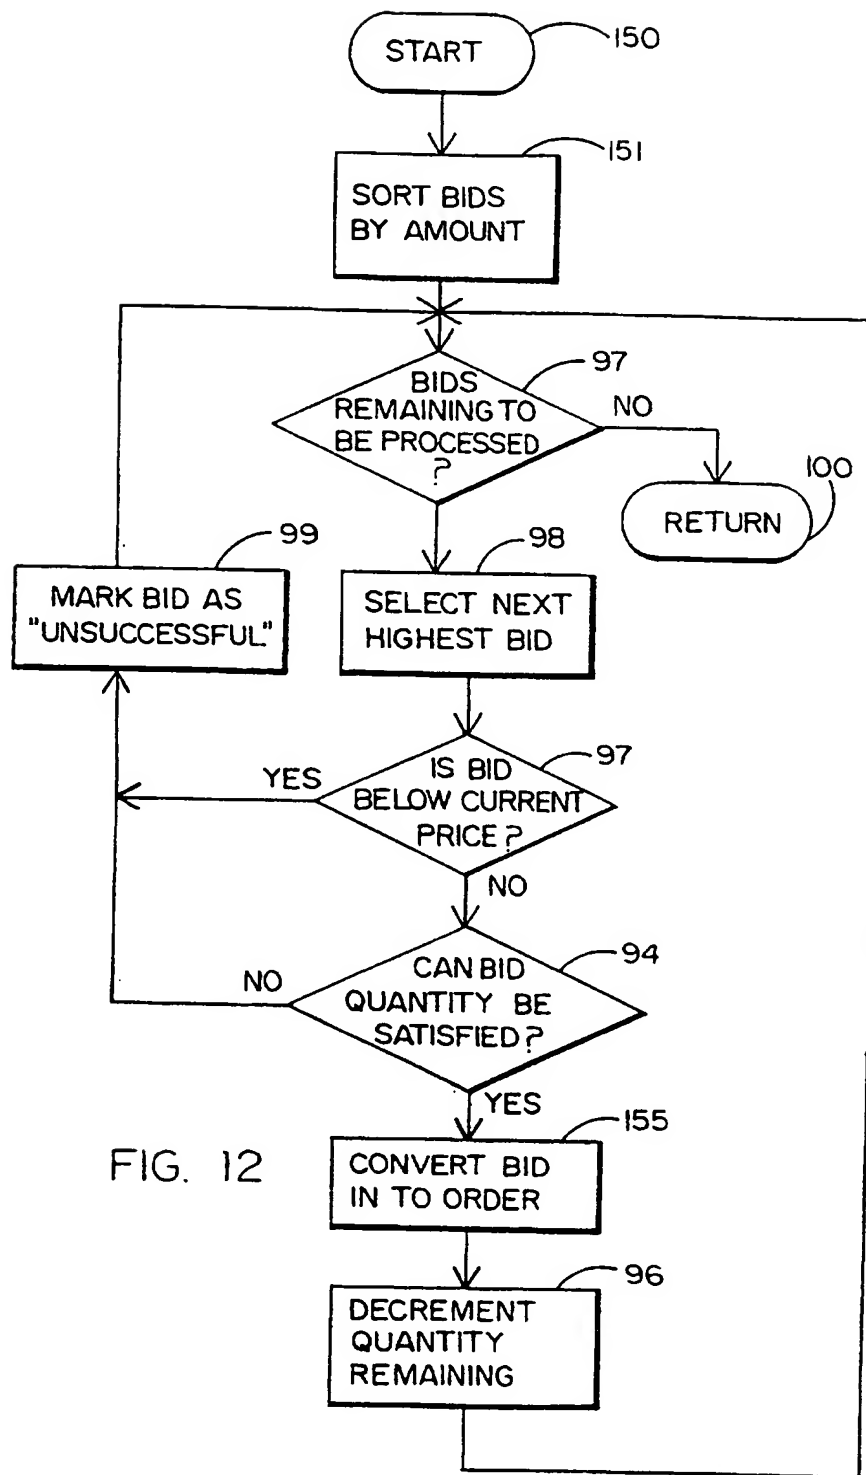 START
150
151
SORT BIDS
BY AMOUNT
97
BIDS
REMAINING TO
BE PROCESSED
?
NO
100
RETURN
99
MARK BID AS
"UNSUCCESSFUL"
98
SELECT NEXT
HIGHEST BID
97
YES
IS BID
BELOW CURRENT
PRICE?
NO
94
NO
CAN BID
QUANTITY BE
SATISFIED?
YES
155
CONVERT BID
IN TO ORDER
FIG. 12
96
DECREMENT
QUANTITY
REMAINING